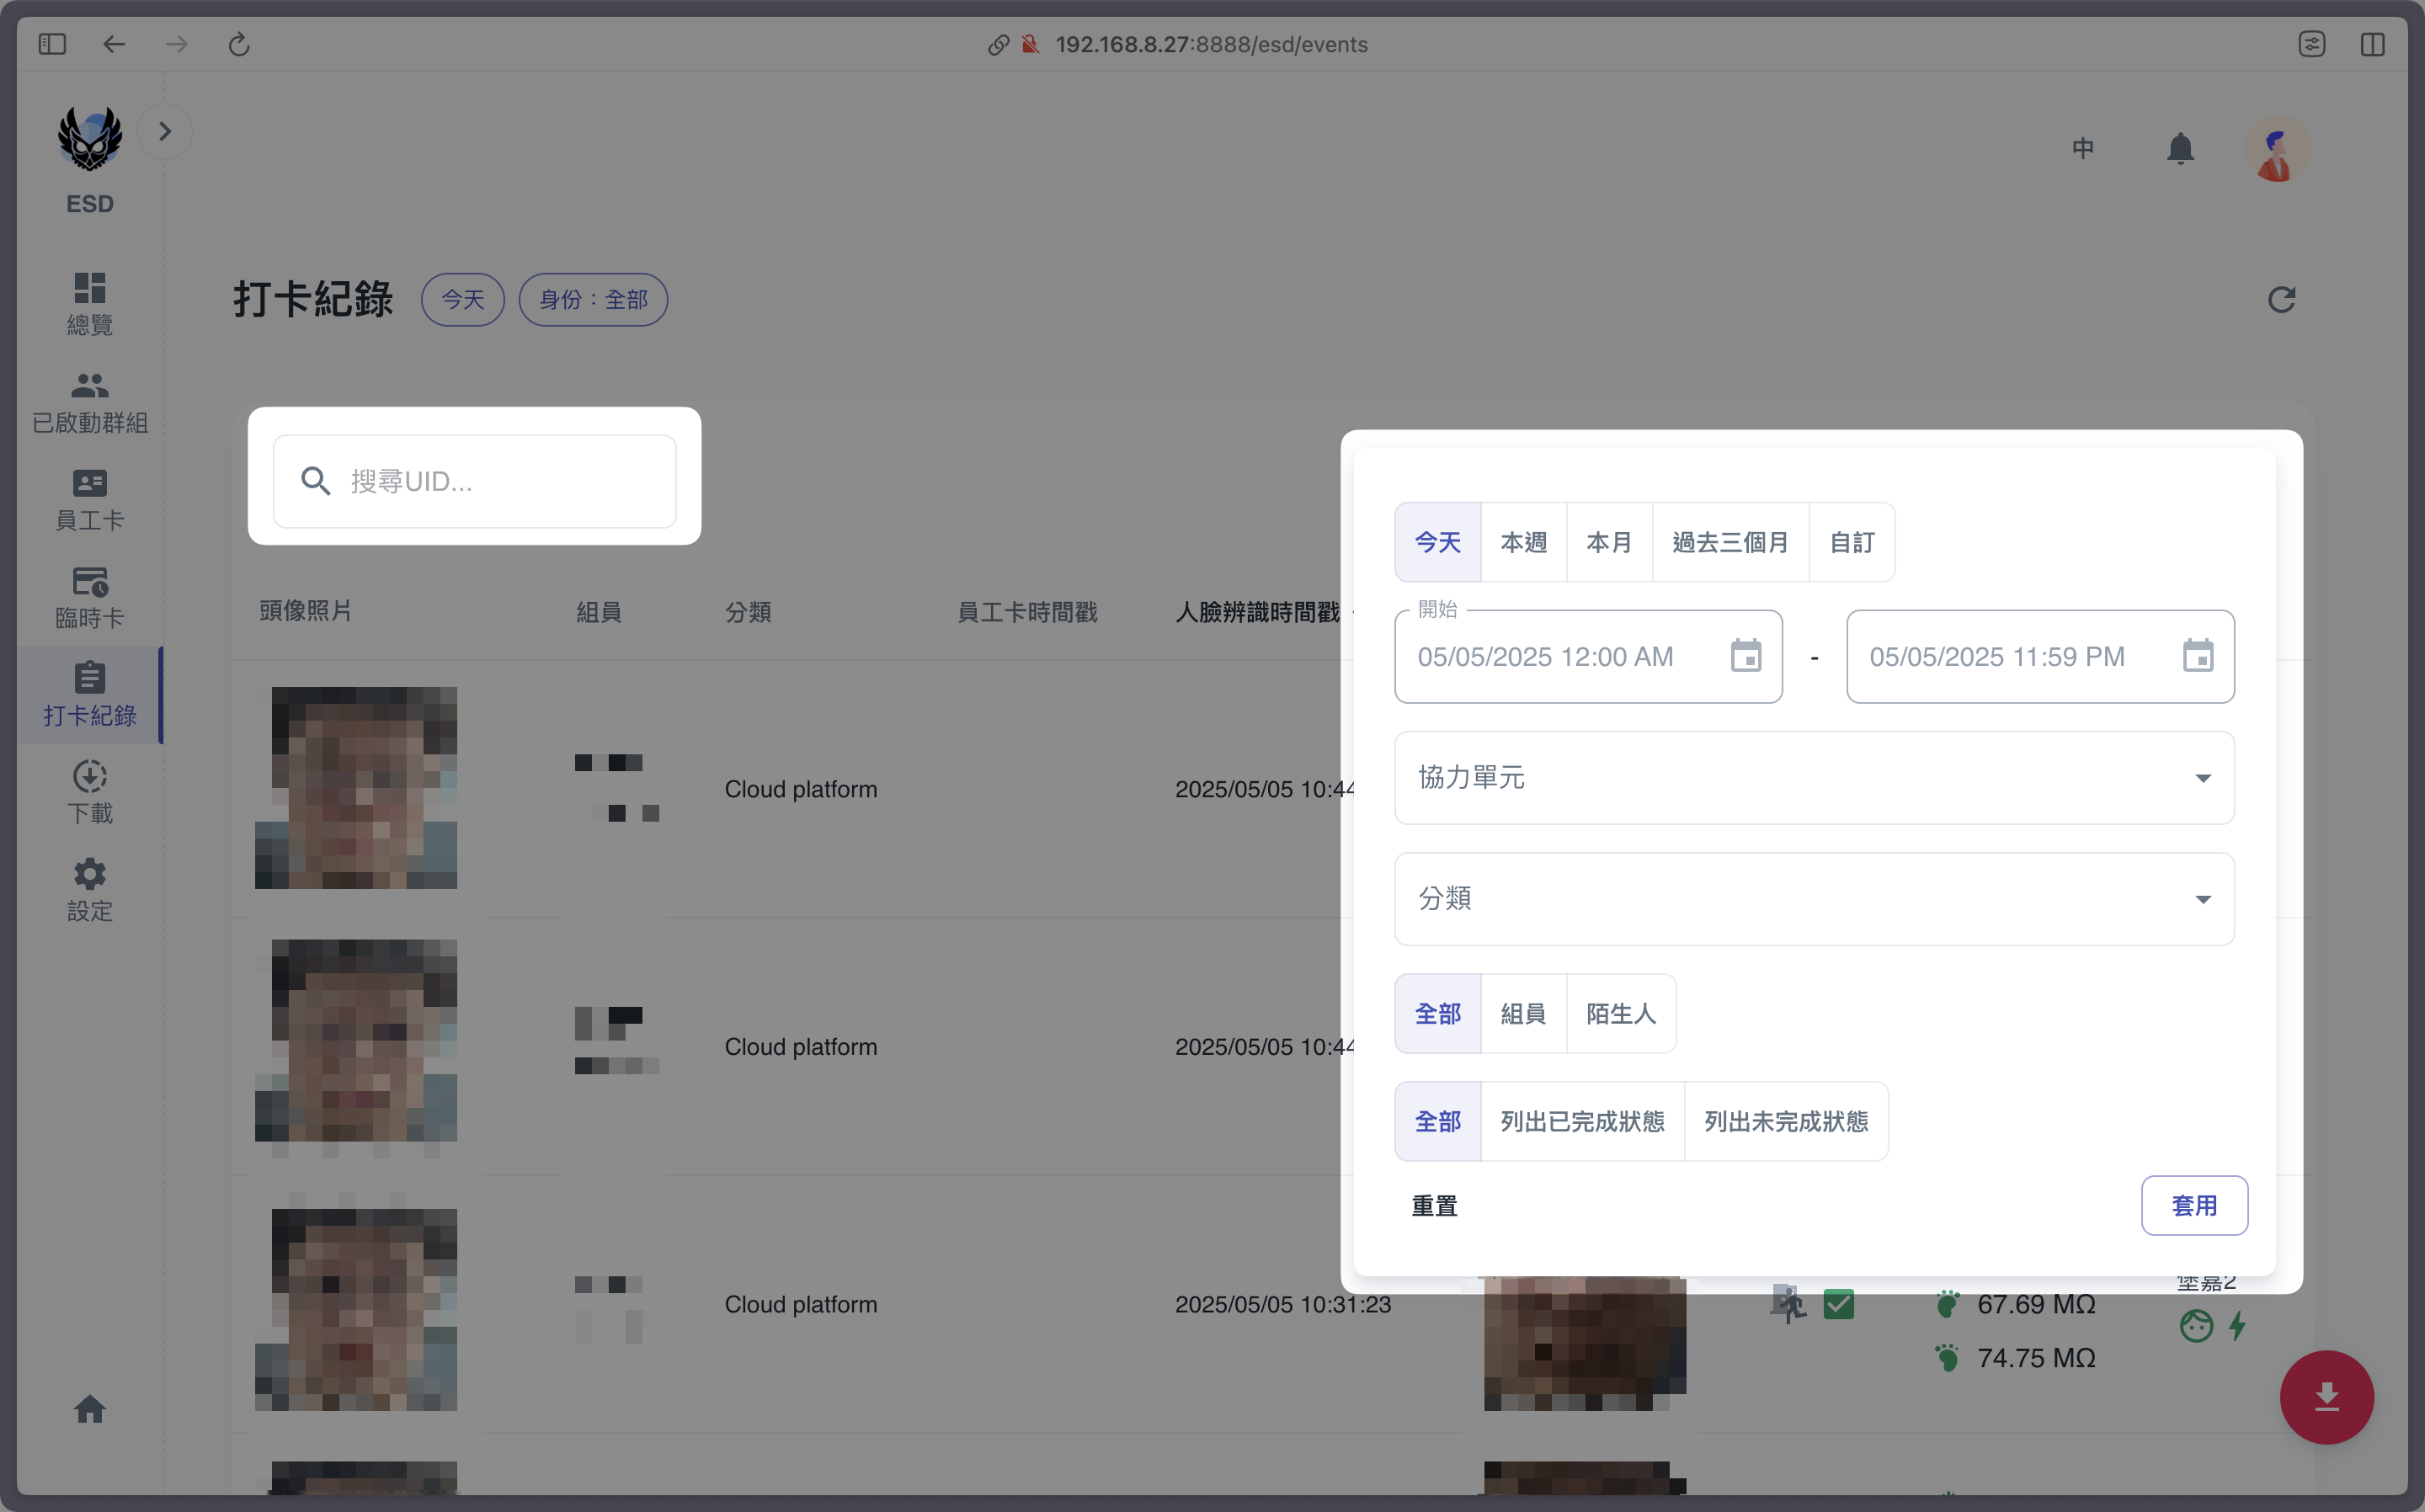 192.168.8.27:8888/esd/events
ESD
中
總覽
已啟動群組
員工卡
臨時卡
打卡紀錄
下載
設定
打卡紀錄
今天
身份：全部
搜尋UID...
頭像照片
組員
分類
員工卡時間戳
人臉辨識時間戳
Cloud platform
2025/05/05 10:44
Cloud platform
2025/05/05 10:44
Cloud platform
2025/05/05 10:31:23
今天
本週
本月
過去三個月
自訂
開始
05/05/2025 12:00 AM
-
05/05/2025 11:59 PM
協力單元
分類
全部
組員
陌生人
全部
列出已完成狀態
列出未完成狀態
重置
套用
67.69 MΩ
74.75 MΩ